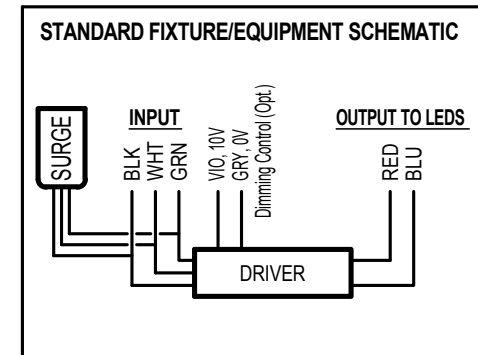 STANDARD FIXTURE/EQUIPMENT SCHEMATIC
SURGE
INPUT
BLK
WHT
GRN
VIO, 10V
GRY, 0V
Dimming Control (Opt.)
OUTPUT TO LEDS
RED
BLU
DRIVER